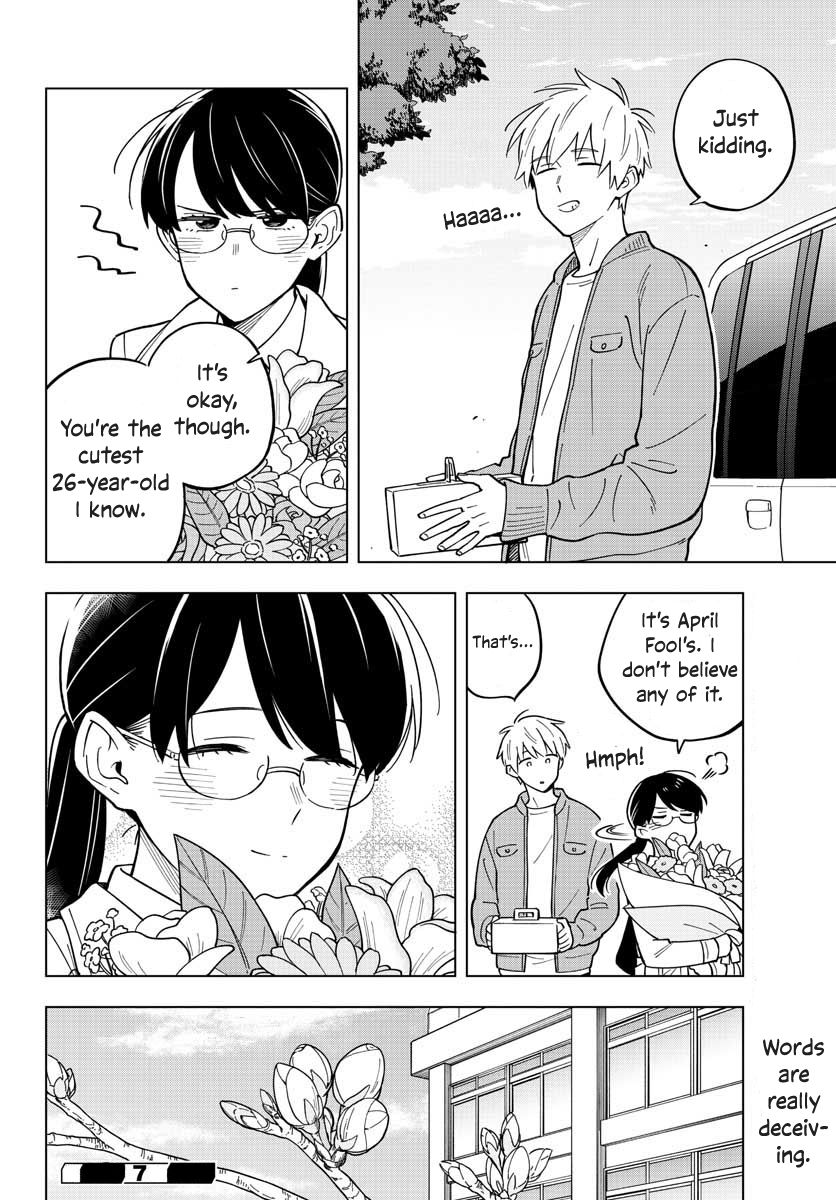 Just
kidding.
Haaaa...
It's
okay,
though.
You're the
cutest
26-year-old
I know.
It's April
Fool's. I
don't believe
any of it.
Hmph!
That's...
Words
are
really
deceiv-
ing.
7